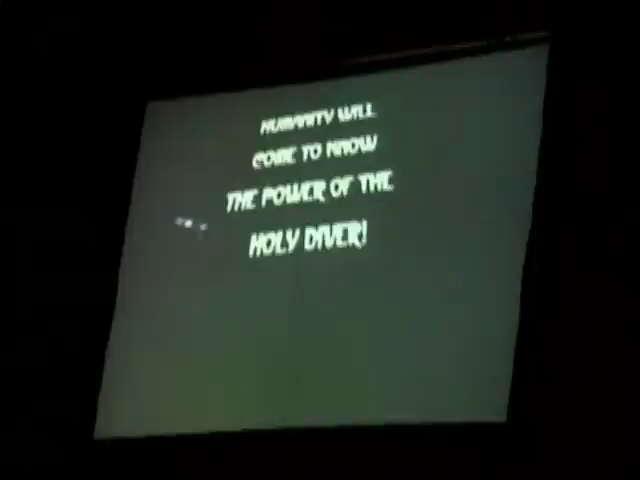 HUMANITY WILL
COME TO KNOW
THE POWER OF THE
HOLY DIVER!